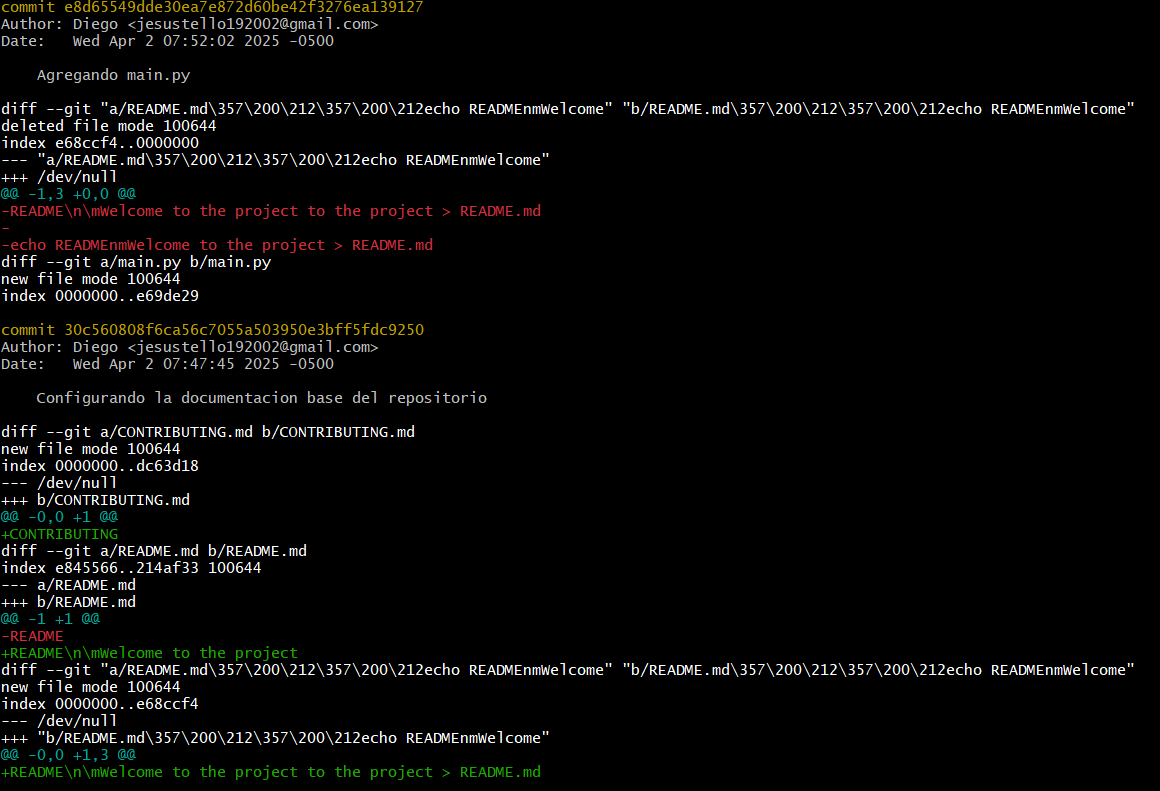 commit e8d65549dde30ea7e872d60be42f3276ea139127
Author: Diego <jesustello192002@gmail.com>
Date:   Wed Apr 2 07:52:02 2025 -0500
    Agregando main.py
diff --git "a/README.md\357\200\212\357\200\212echo READMEnmWelcome" "b/README.md\357\200\212\357\200\212echo READMEnmWelcome"
deleted file mode 100644
index e68ccf4..0000000
--- "a/README.md\357\200\212\357\200\212echo READMEnmWelcome"
+++ /dev/null
@@ -1,3 +0,0 @@
-README\n\mWelcome to the project to the project > README.md
-
-echo READMEnmWelcome to the project > README.md
diff --git a/main.py b/main.py
new file mode 100644
index 0000000..e69de29
commit 30c560808f6ca56c7055a503950e3bff5fdc9250
Author: Diego <jesustello192002@gmail.com>
Date:   Wed Apr 2 07:47:45 2025 -0500
    Configurando la documentacion base del repositorio
diff --git a/CONTRIBUTING.md b/CONTRIBUTING.md
new file mode 100644
index 0000000..dc63d18
--- /dev/null
+++ b/CONTRIBUTING.md
@@ -0,0 +1 @@
+CONTRIBUTING
diff --git a/README.md b/README.md
index e845566..214af33 100644
--- a/README.md
+++ b/README.md
@@ -1 +1 @@
-README
+README\n\mWelcome to the project
diff --git "a/README.md\357\200\212\357\200\212echo READMEnmWelcome" "b/README.md\357\200\212\357\200\212echo READMEnmWelcome"
new file mode 100644
index 0000000..e68ccf4
--- /dev/null
+++ "b/README.md\357\200\212\357\200\212echo READMEnmWelcome"
@@ -0,0 +1,3 @@
+README\n\mWelcome to the project to the project > README.md